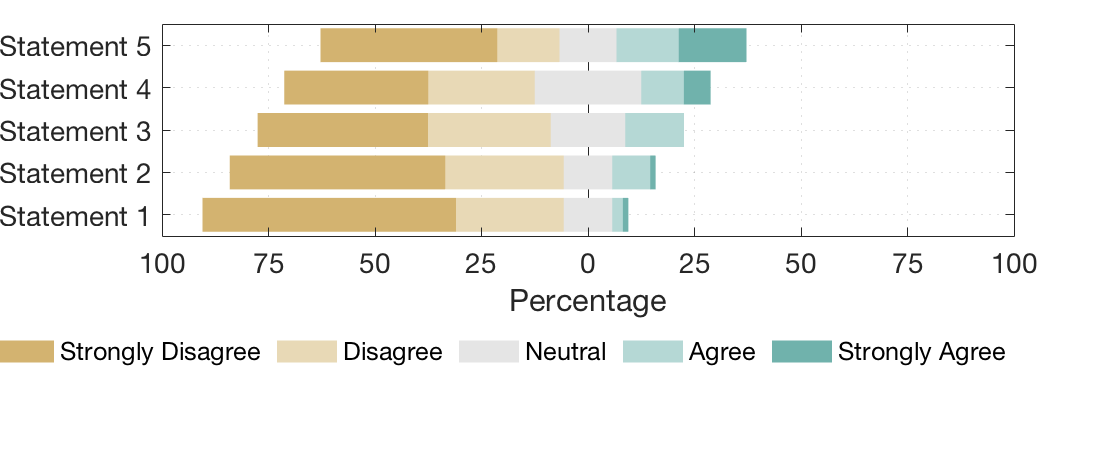 Statement 5
Statement 4
Statement 3
Statement 2
Statement 1
100 75 50 25 0 25 50 75 100
Percentage
Strongly Disagree Disagree Neutral Agree Strongly Agree